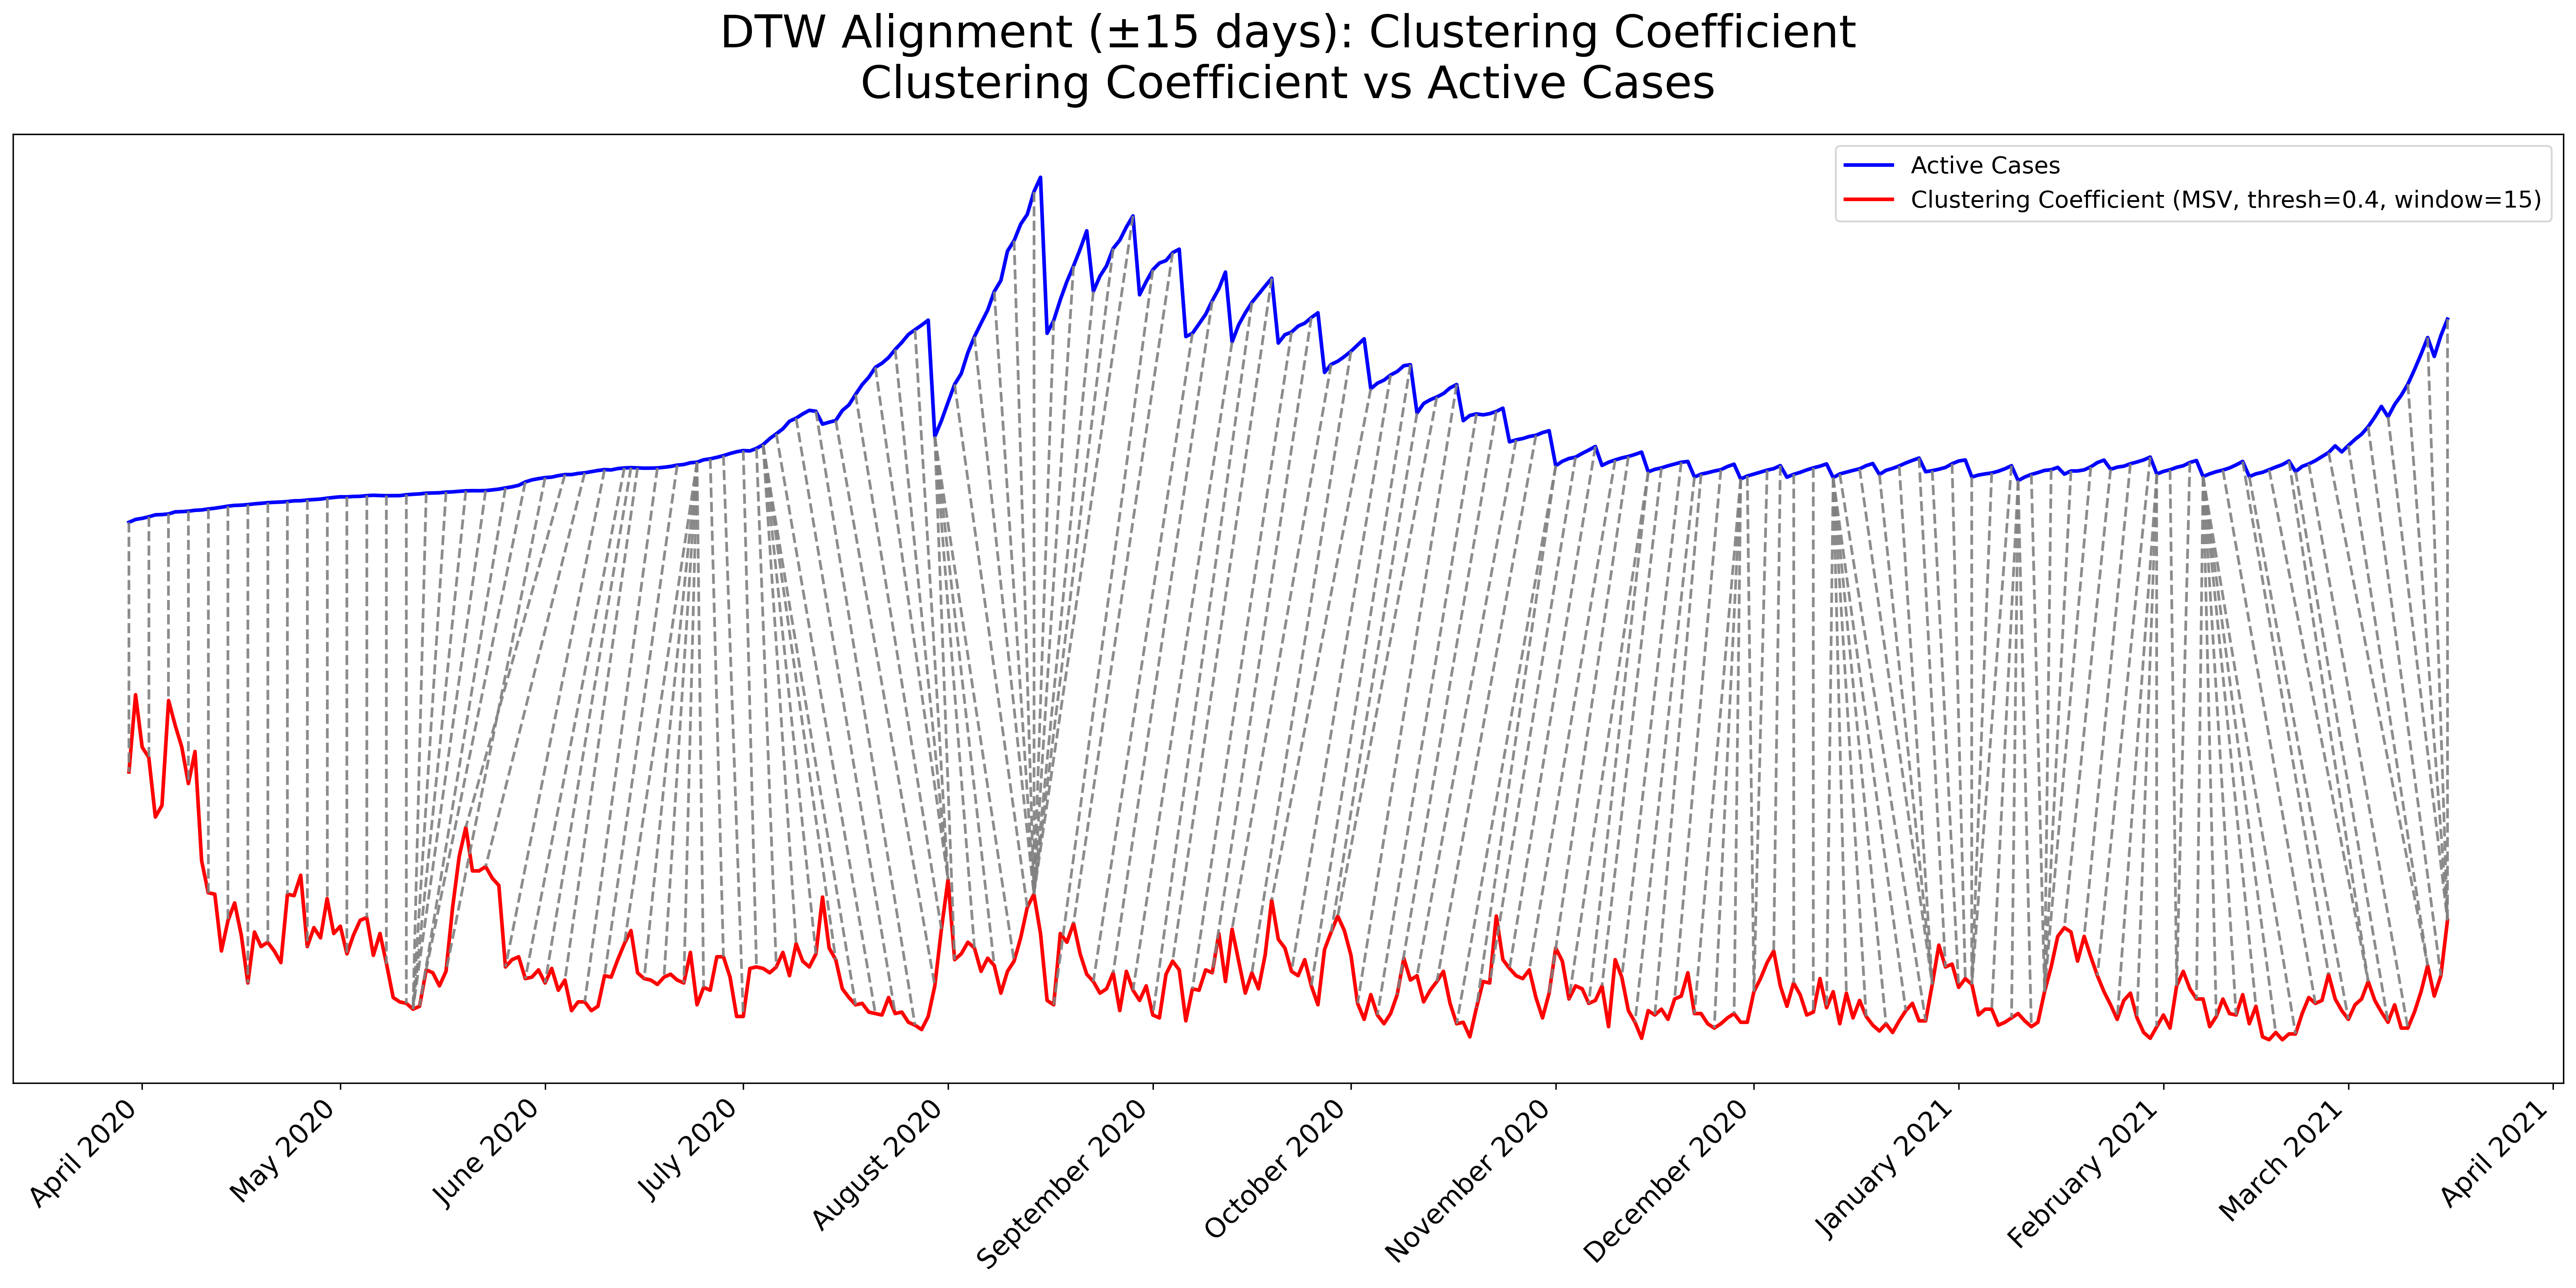 DTW Alignment (±15 days): Clustering Coefficient
Clustering Coefficient vs Active Cases
Active Cases
Clustering Coefficient (MSV, thresh=0.4, window=15)
April 2020
May 2020
June 2020
July 2020
August 2020
September 2020
October 2020
November 2020
December 2020
January 2021
February 2021
March 2021
April 2021